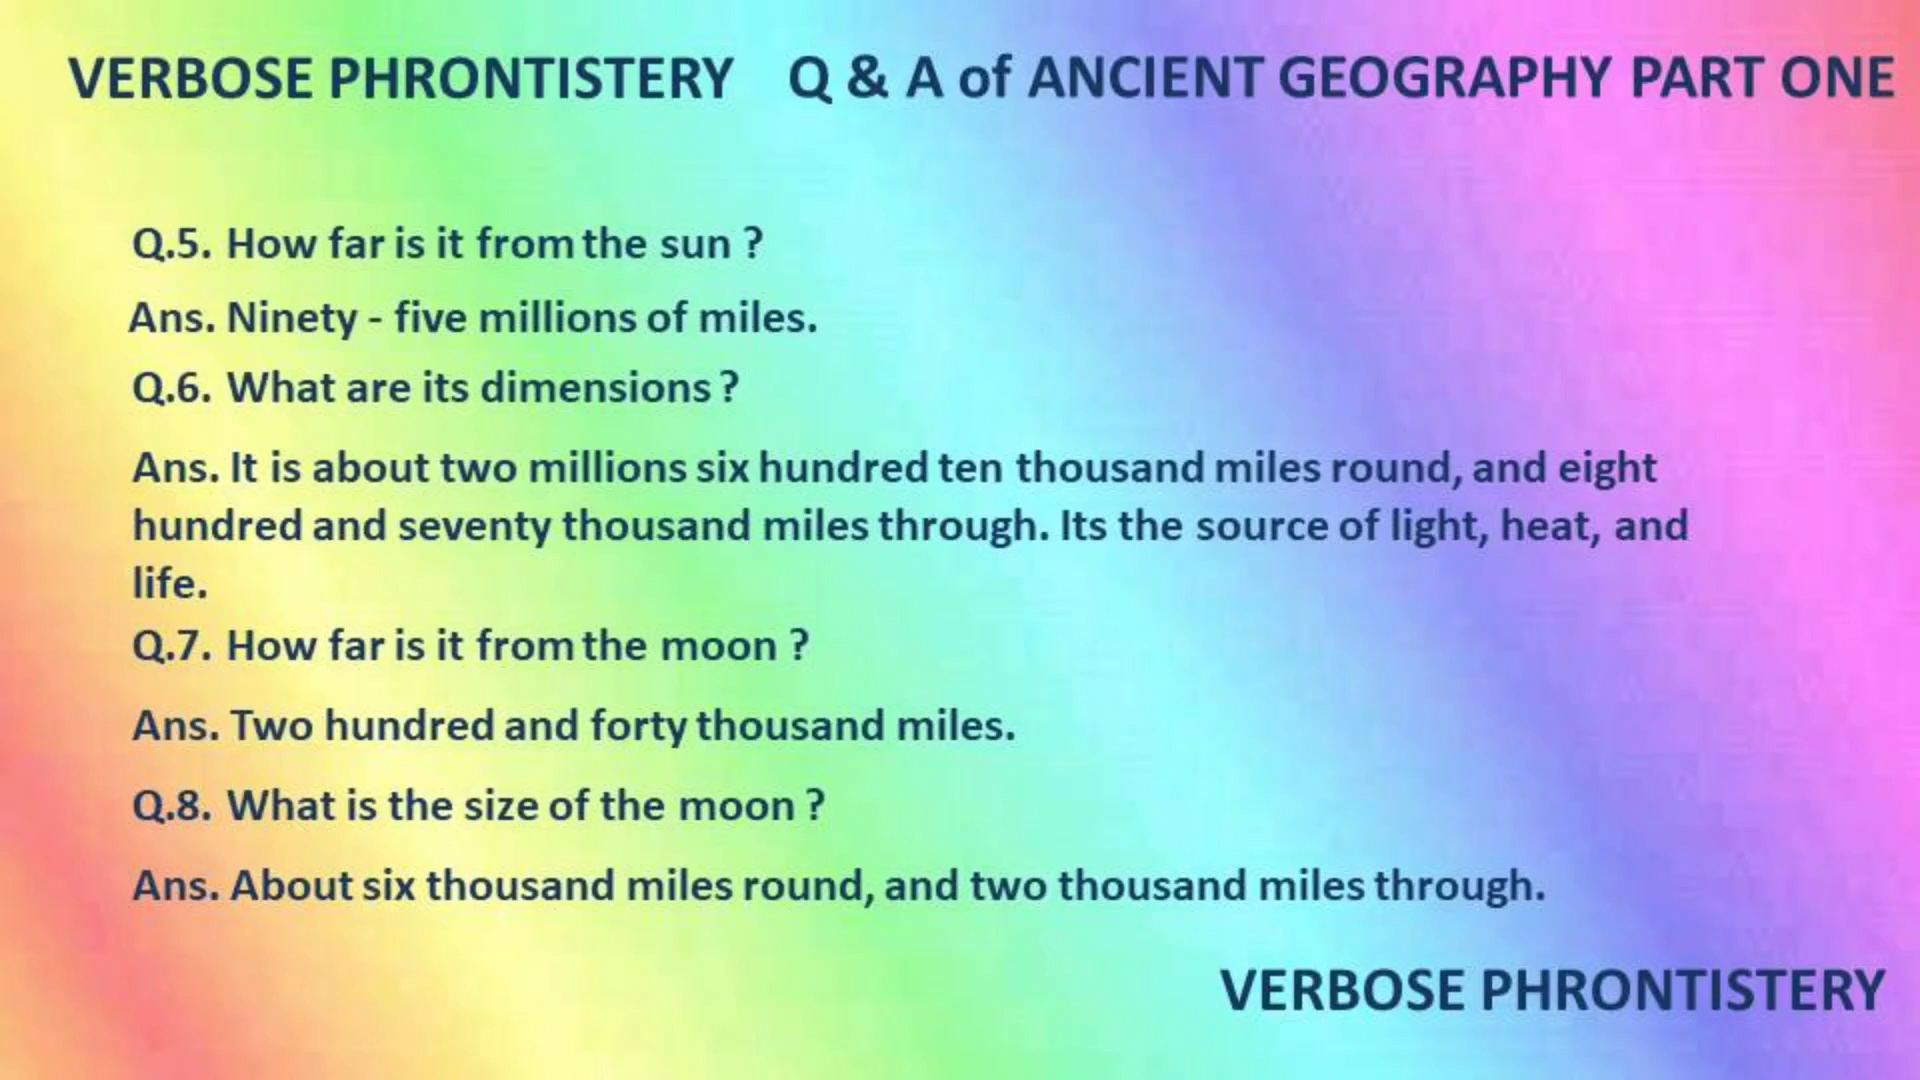 VERBOSE PHRONTISTERY Q & A of ANCIENT GEOGRAPHY PART ONE
Q.5. How far is it from the sun ?
Ans. Ninety - five millions of miles.
Q.6. What are its dimensions ?
Ans. It is about two millions six hundred ten thousand miles round, and eight
hundred and seventy thousand miles through. Its the source of light, heat, and
life.
Q.7. How far is it from the moon ?
Ans. Two hundred and forty thousand miles.
Q.8. What is the size of the moon ?
Ans. About six thousand miles round, and two thousand miles through.
VERBOSE PHRONTISTERY